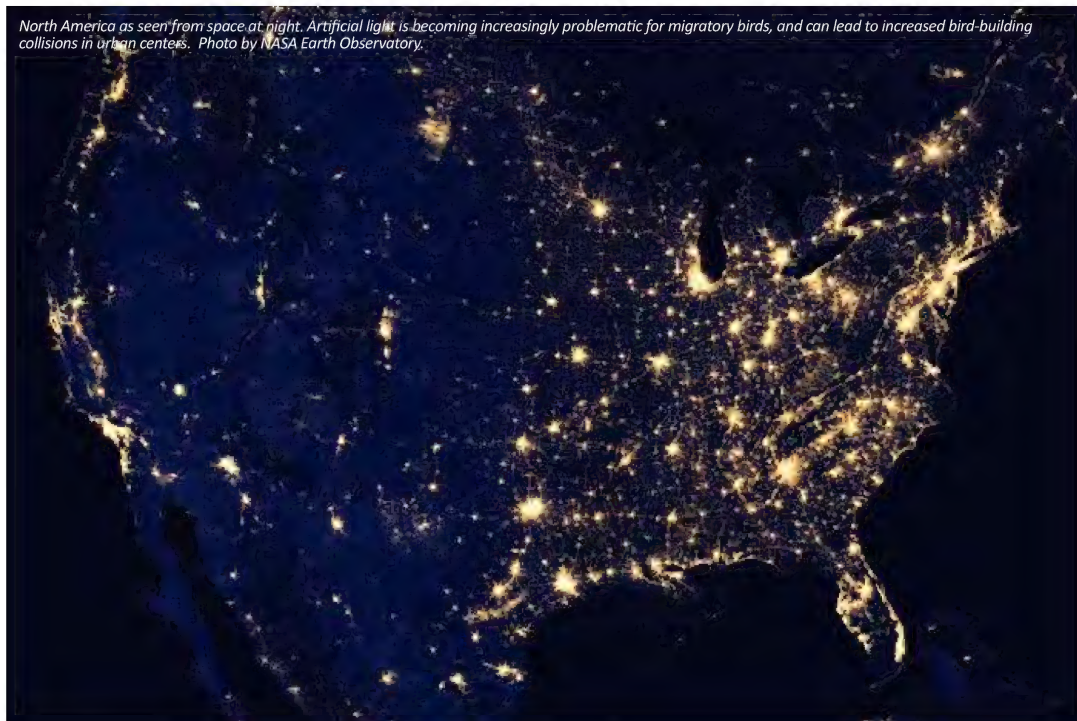 North America as seen from space at night. Artificial light is becoming increasingly problematic for migratory birds, and can lead to increased bird-building
collisions in urban centers.  Photo by NASA Earth Observatory.